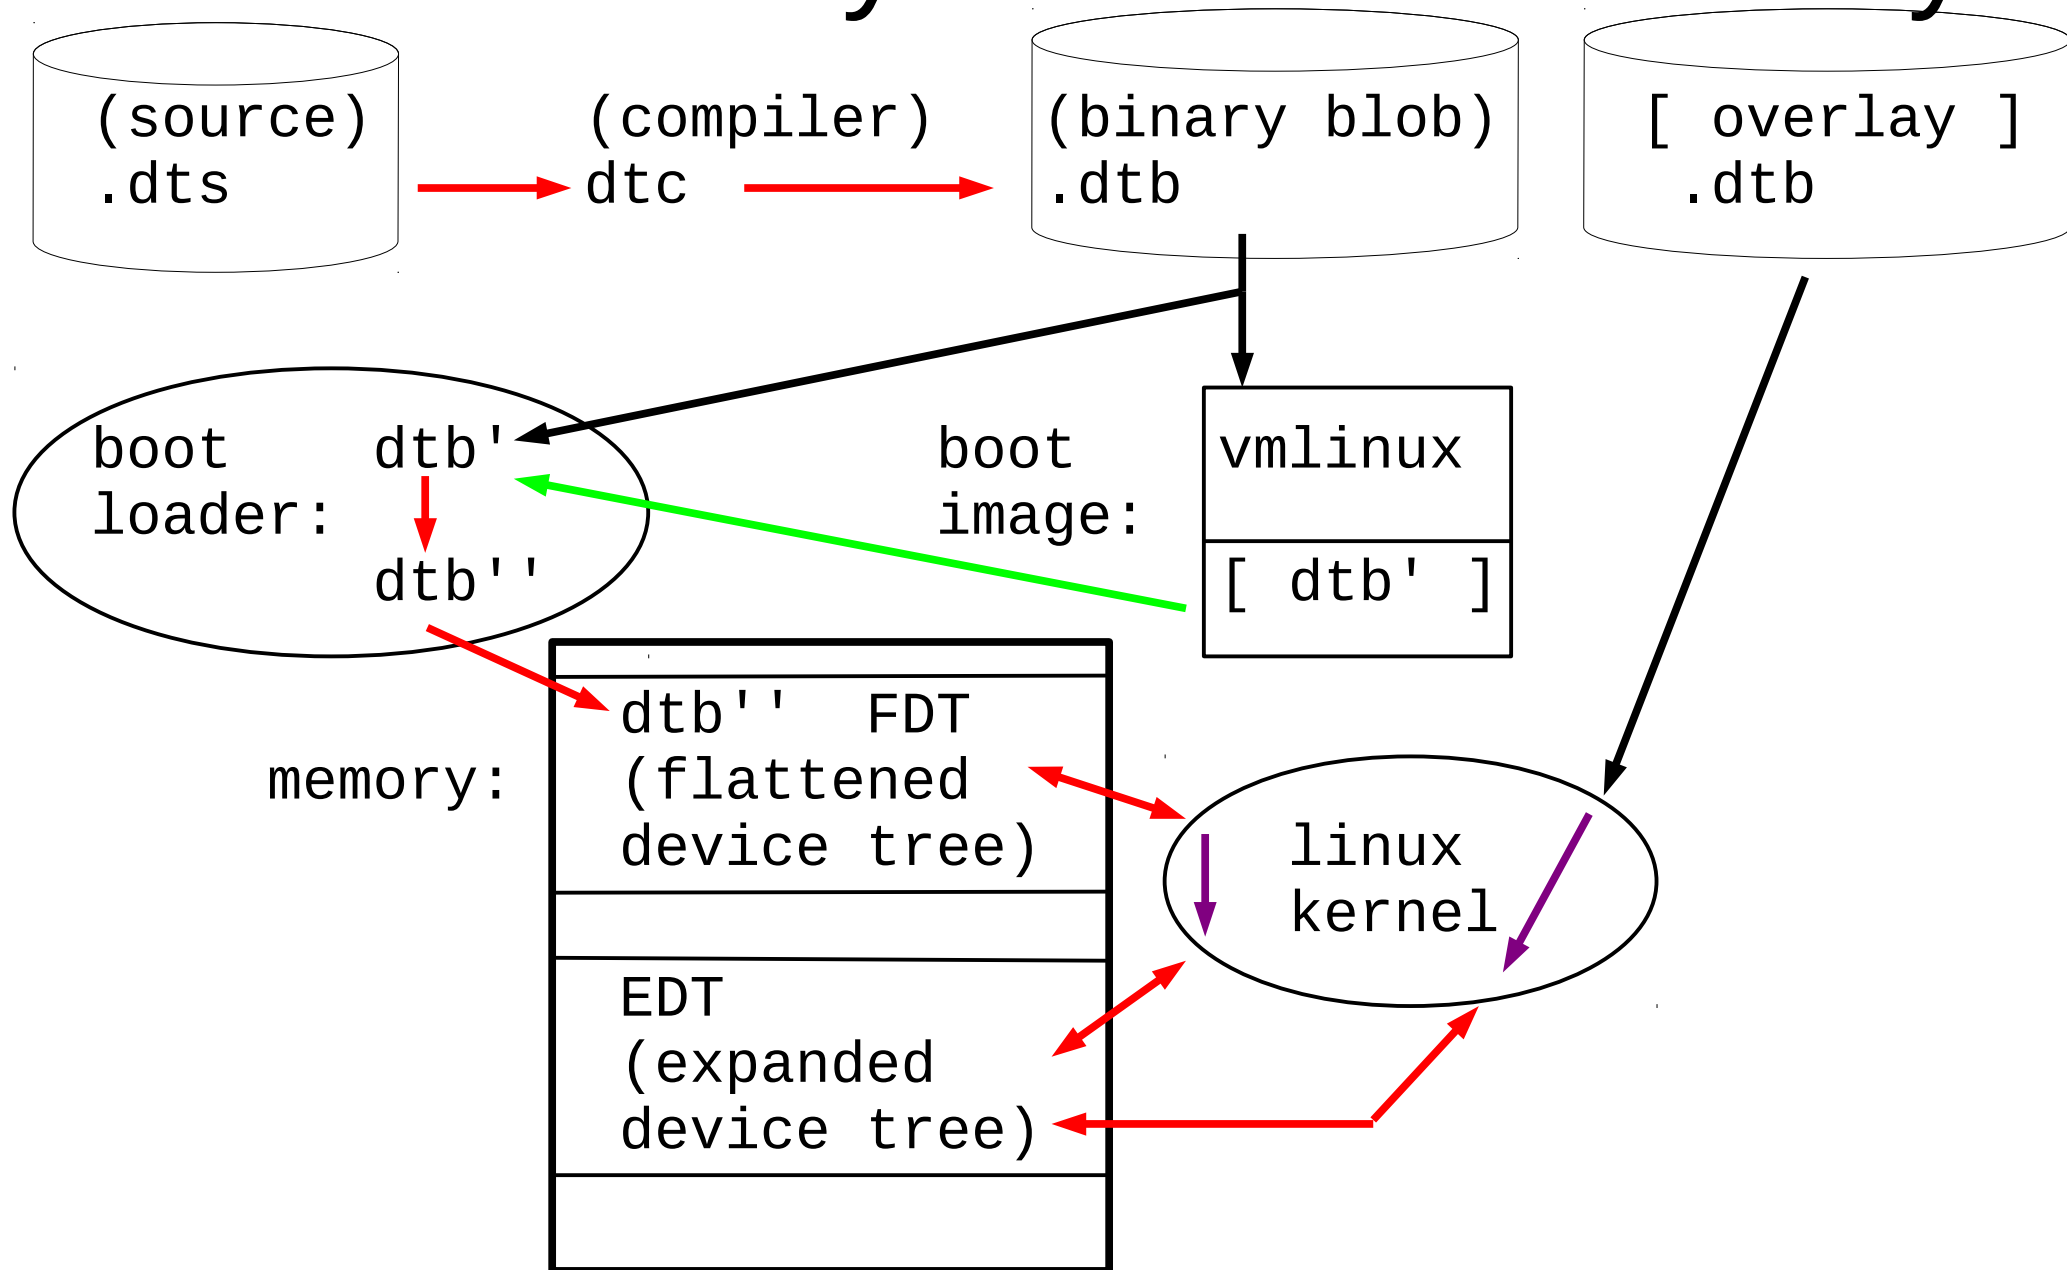 (source)
.dts
(compiler)
dtc
(binary blob)
.dtb
[ overlay ]
.dtb
boot
loader:
dtb'
dtb''
boot
image:
vmlinux
[ dtb' ]
memory:
dtb''  FDT
(flattened
device tree)
EDT
(expanded
device tree)
linux
kernel